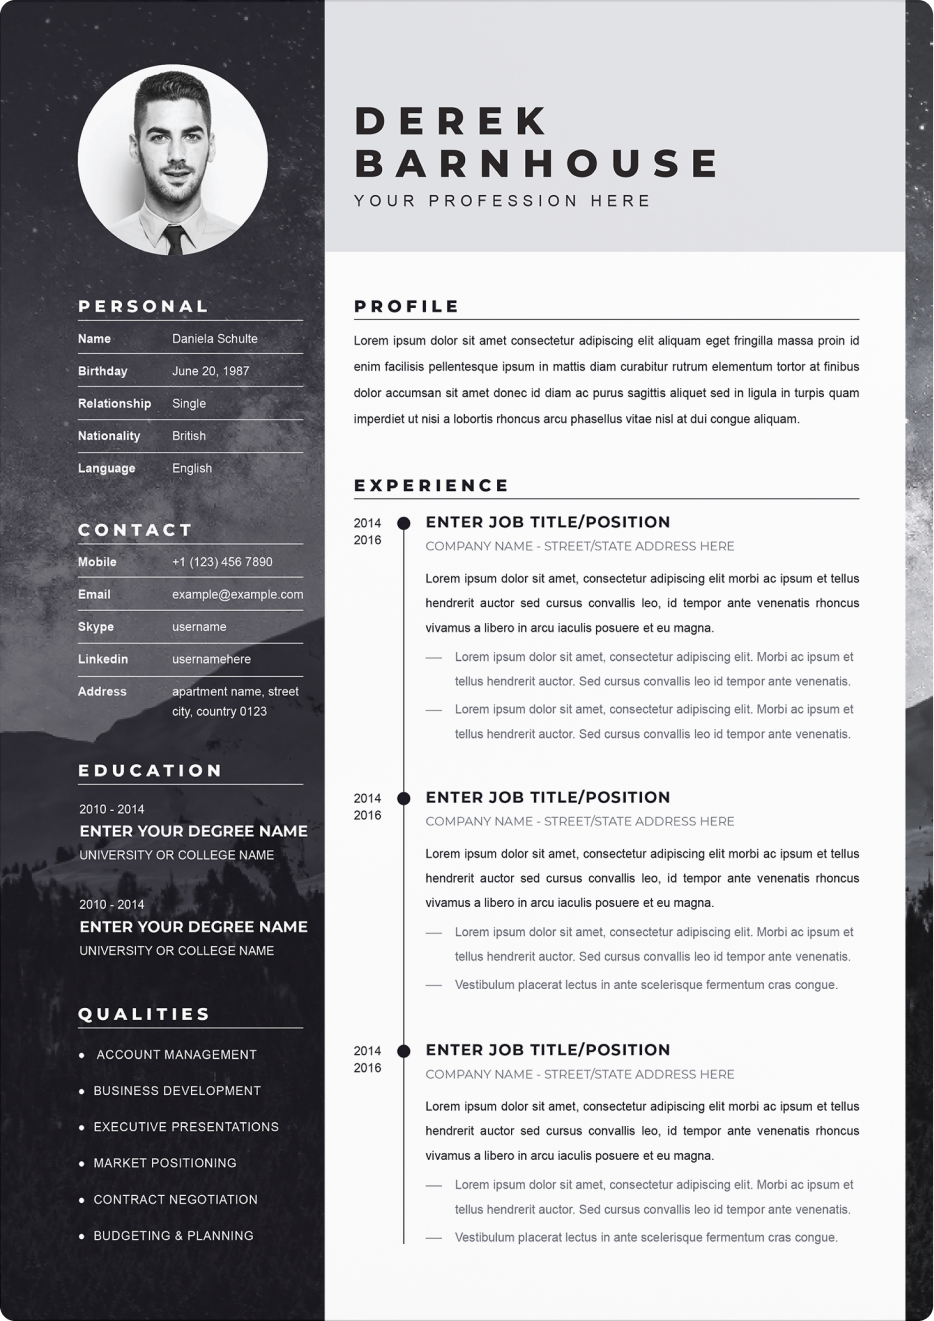 DEREK
BARNHOUSE
YOUR PROFESSION HERE
PERSONAL
Name Daniela Schulte
Birthday June 20, 1987
Relationship Single
Nationality British
Language English
CONTACT
Mobile +1 (123) 456 7890
Email example@example.com
Skype username
Linkedin usernamehere
Address apartment name, street
city, country 0123
EDUCATION
2010 - 2014
ENTER YOUR DEGREE NAME
UNIVERSITY OR COLLEGE NAME
2010 - 2014
ENTER YOUR DEGREE NAME
UNIVERSITY OR COLLEGE NAME
QUALITIES
● ACCOUNT MANAGEMENT
● BUSINESS DEVELOPMENT
● EXECUTIVE PRESENTATIONS
● MARKET POSITIONING
● CONTRACT NEGOTIATION
● BUDGETING & PLANNING
PROFILE
Lorem ipsum dolor sit amet consectetur adipiscing elit aliquam eget fringilla massa proin id
enim facilisis pellentesque ipsum in mattis diam curabitur rutrum elementum tortor at finibus
dolor accumsan sit amet donec id diam ac purus sagittis aliquet sed in ligula in turpis quam
imperdiet ut nisi a lobortis rhoncus arcu phasellus vitae nisl at dui congue aliquam.
EXPERIENCE
2014
2016
ENTER JOB TITLE/POSITION
COMPANY NAME - STREET/STATE ADDRESS HERE
Lorem ipsum dolor sit amet, consectetur adipiscing elit morbi ac ipsum et tellus
hendrerit auctor sed cursus convallis leo, id tempor ante venenatis rhoncus
vivamus a libero in arcu iaculis posuere et eu magna.
— Lorem ipsum dolor sit amet, consectetur adipiscing elit. Morbi ac ipsum et
tellus hendrerit auctor. Sed cursus convallis leo id tempor ante venenatis.
— Lorem ipsum dolor sit amet, consectetur adipiscing elit. Morbi ac ipsum et
tellus hendrerit auctor. Sed cursus convallis leo id tempor ante venenatis.
2014
2016
ENTER JOB TITLE/POSITION
COMPANY NAME - STREET/STATE ADDRESS HERE
Lorem ipsum dolor sit amet, consectetur adipiscing elit morbi ac ipsum et tellus
hendrerit auctor sed cursus convallis leo, id tempor ante venenatis rhoncus
vivamus a libero in arcu iaculis posuere et eu magna.
— Lorem ipsum dolor sit amet, consectetur adipiscing elit. Morbi ac ipsum et
tellus hendrerit auctor. Sed cursus convallis leo id tempor ante venenatis.
— Vestibulum placerat lectus in ante scelerisque fermentum cras congue.
2014
2016
ENTER JOB TITLE/POSITION
COMPANY NAME - STREET/STATE ADDRESS HERE
Lorem ipsum dolor sit amet, consectetur adipiscing elit morbi ac ipsum et tellus
hendrerit auctor sed cursus convallis leo, id tempor ante venenatis rhoncus
vivamus a libero in arcu iaculis posuere et eu magna.
— Lorem ipsum dolor sit amet, consectetur adipiscing elit. Morbi ac ipsum et
tellus hendrerit auctor. Sed cursus convallis leo id tempor ante venenatis.
— Vestibulum placerat lectus in ante scelerisque fermentum cras congue.